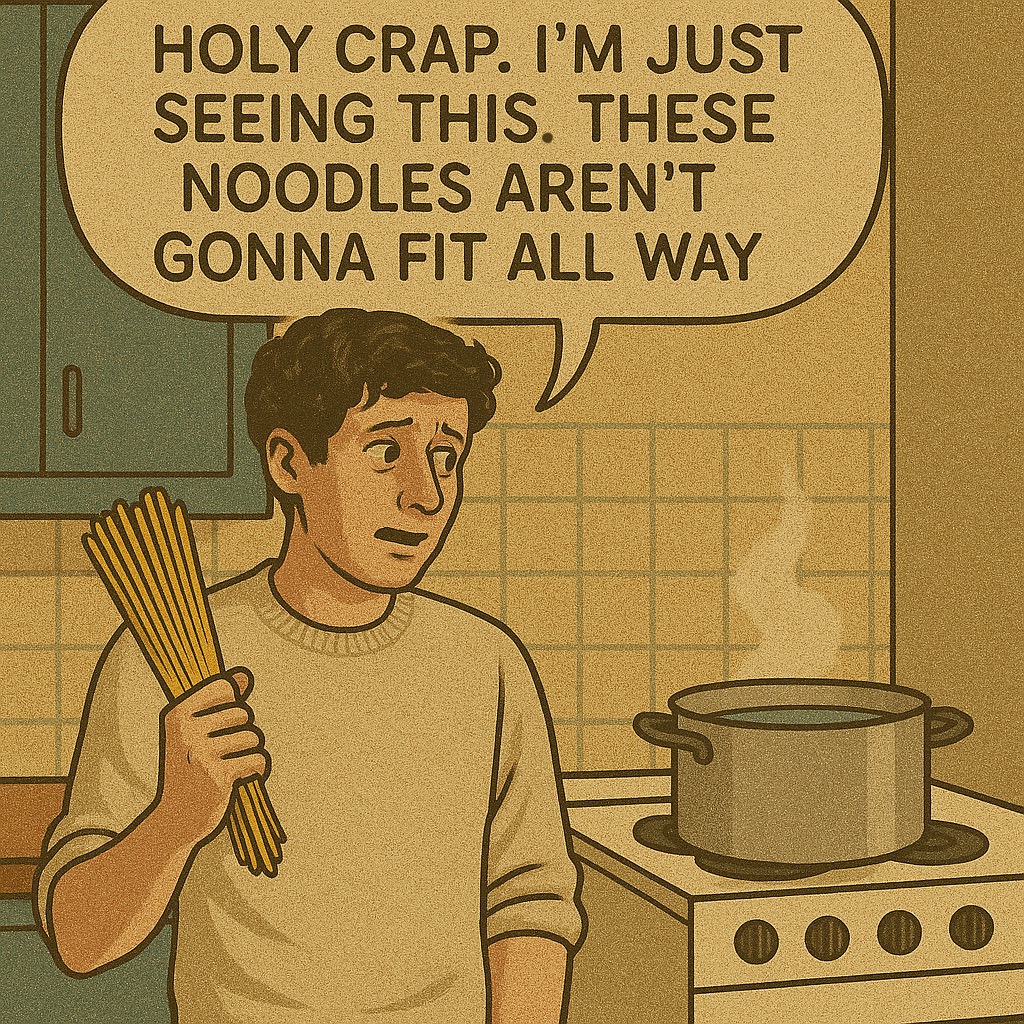 HOLY CRAP. I'M JUST
SEEING THIS. THESE
NOODLES AREN'T
GONNA FIT ALL WAY